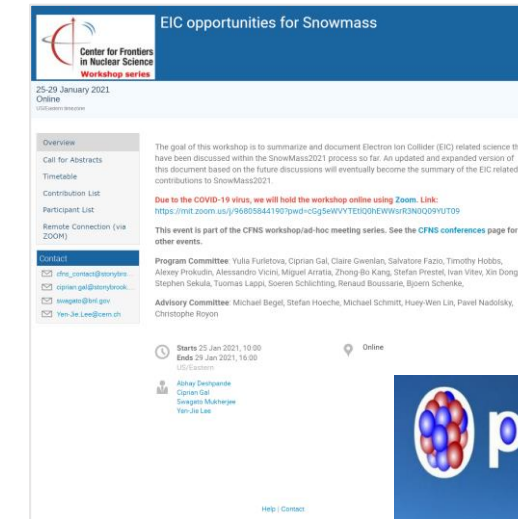 EIC opportunities for Snowmass
Center for Frontiers
in Nuclear Science
Workshop series
25-29 January 2021
Online
US/Eastern timezone
Overview
Call for Abstracts
Timetable
Contribution List
Participant List
Remote Connection (via
ZOOM)
Contact
cfns_contact@stonybro...
ciprian.gal@stonybrook....
swagato@bnl.gov
Yen-Jie.Lee@cern.ch
The goal of this workshop is to summarize and document Electron Ion Collider (EIC) related science th
have been discussed within the SnowMass2021 process so far. An updated and expanded version of
this document based on the future discussions will eventually become the summary of the EIC related
contributions to SnowMass2021.
Due to the COVID-19 virus, we will hold the workshop online using Zoom. Link:
https://mit.zoom.us/j/96805844190?pwd=cGg5eWVYTEtIQ0hEWWsrR3N0Q09YUT09
This event is part of the CFNS workshop/ad-hoc meeting series. See the CFNS conferences page for
other events.
Program Committee: Yulia Furletova, Ciprian Gal, Claire Gwenlan, Salvatore Fazio, Timothy Hobbs,
Alexey Prokudin, Alessandro Vicini, Miguel Arratia, Zhong-Bo Kang, Stefan Prestel, Ivan Vitev, Xin Dong
Stephen Sekula, Tuomas Lappi, Soeren Schlichting, Renaud Boussarie, Bjoern Schenke,
Advisory Committee: Michael Begel, Stefan Hoeche, Michael Schmitt, Huey-Wen Lin, Pavel Nadolsky,
Christophe Royon
Starts 25 Jan 2021, 10:00
Ends 29 Jan 2021, 16:00
US/Eastern
Online
Abhay Deshpande
Ciprian Gal
Swagato Mukherjee
Yen-Jie Lee
p
Help | Contact